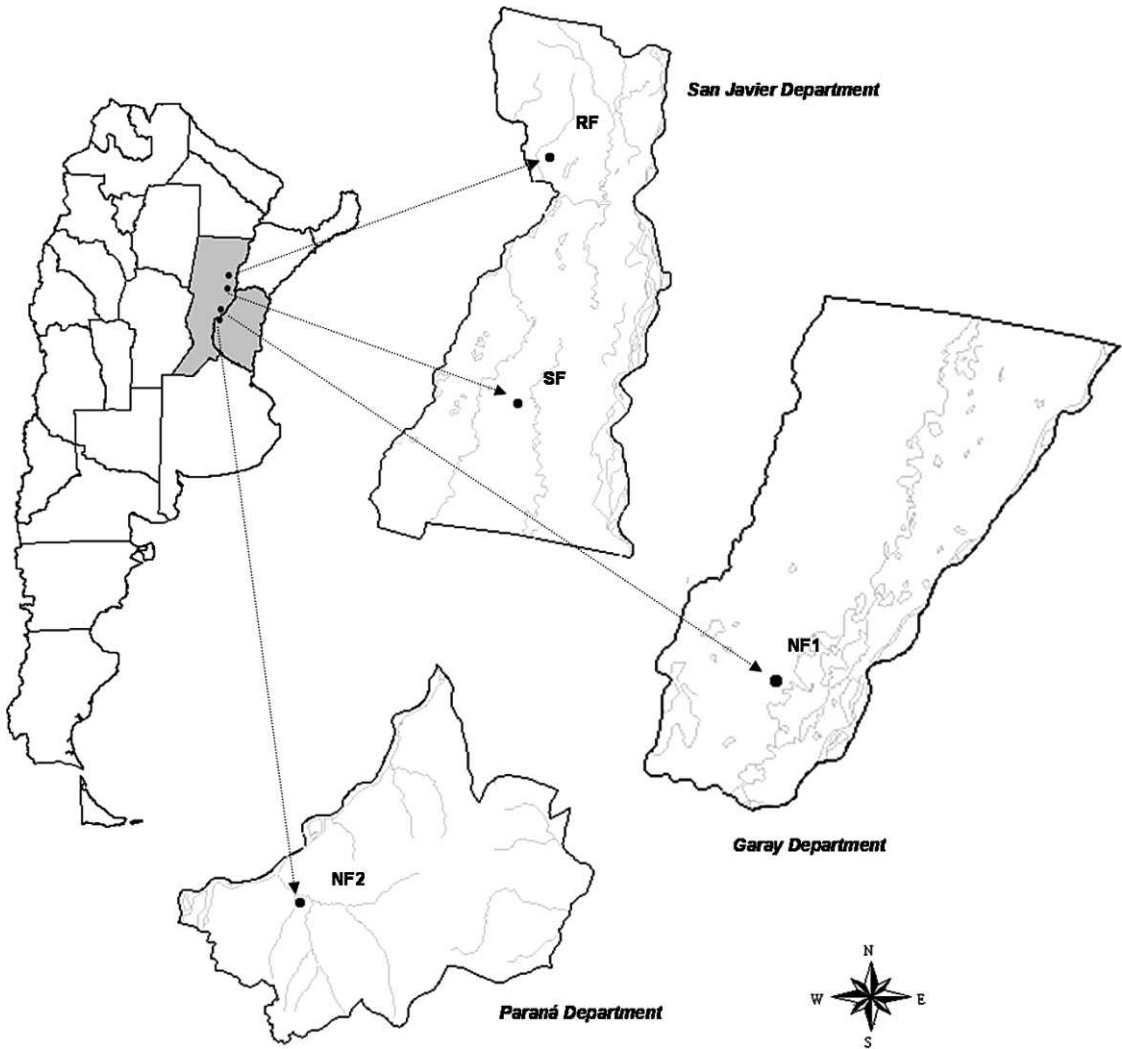 San Javier Department
RF
SF
NF1
Garay Department
NF2
Paraná Department
N
W
E
S